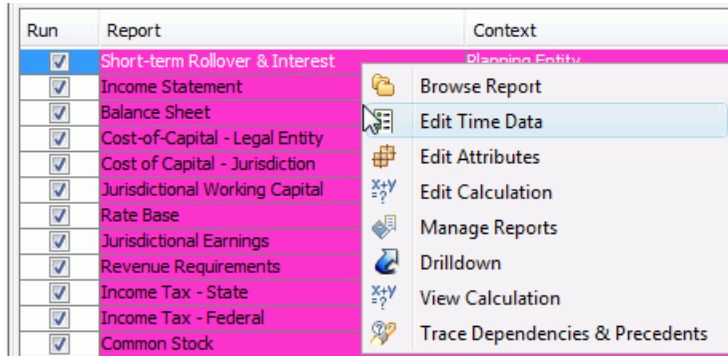 Run Report Context
Short-term Rollover & Interest Planning Entity
Income Statement
Balance Sheet
Cost-of-Capital - Legal Entity
Cost of Capital - Jurisdiction
Jurisdictional Working Capital
Rate Base
Jurisdictional Earnings
Revenue Requirements
Income Tax - State
Income Tax - Federal
Common Stock
Browse Report
Edit Time Data
Edit Attributes
x+y =? Edit Calculation
Manage Reports
Drilldown
x+y =? View Calculation
Trace Dependencies & Precedents